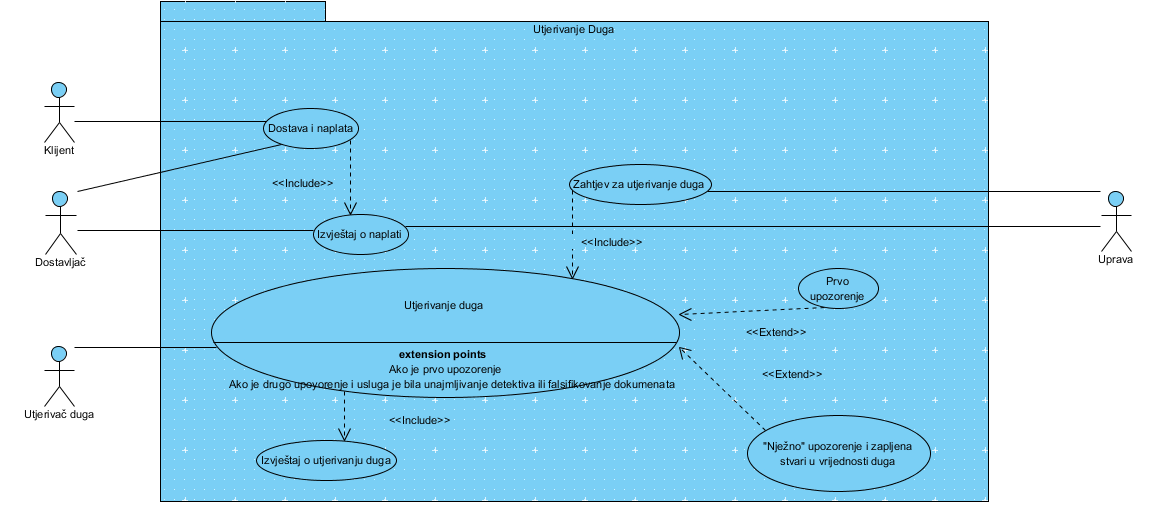 Utjerivanje Duga
Klijent
Dostava i naplata
<<Include>>
Zahtjev za utjerivanje duga
Dostavljač
Izvještaj o naplati
<<Include>>
Uprava
Utjerivanje duga
Prvo
upozorenje
<<Extend>>
extension points
Ako je prvo upozorenje
Ako je drugo upoyorenje i usluga je bila unajmljivanje detektiva ili falsifikovanje dokumenata
<<Extend>>
Utjerivač duga
<<Include>>
"Nježno" upozorenje i zapljena
stvari u vrijednosti duga
Izvještaj o utjerivanju duga